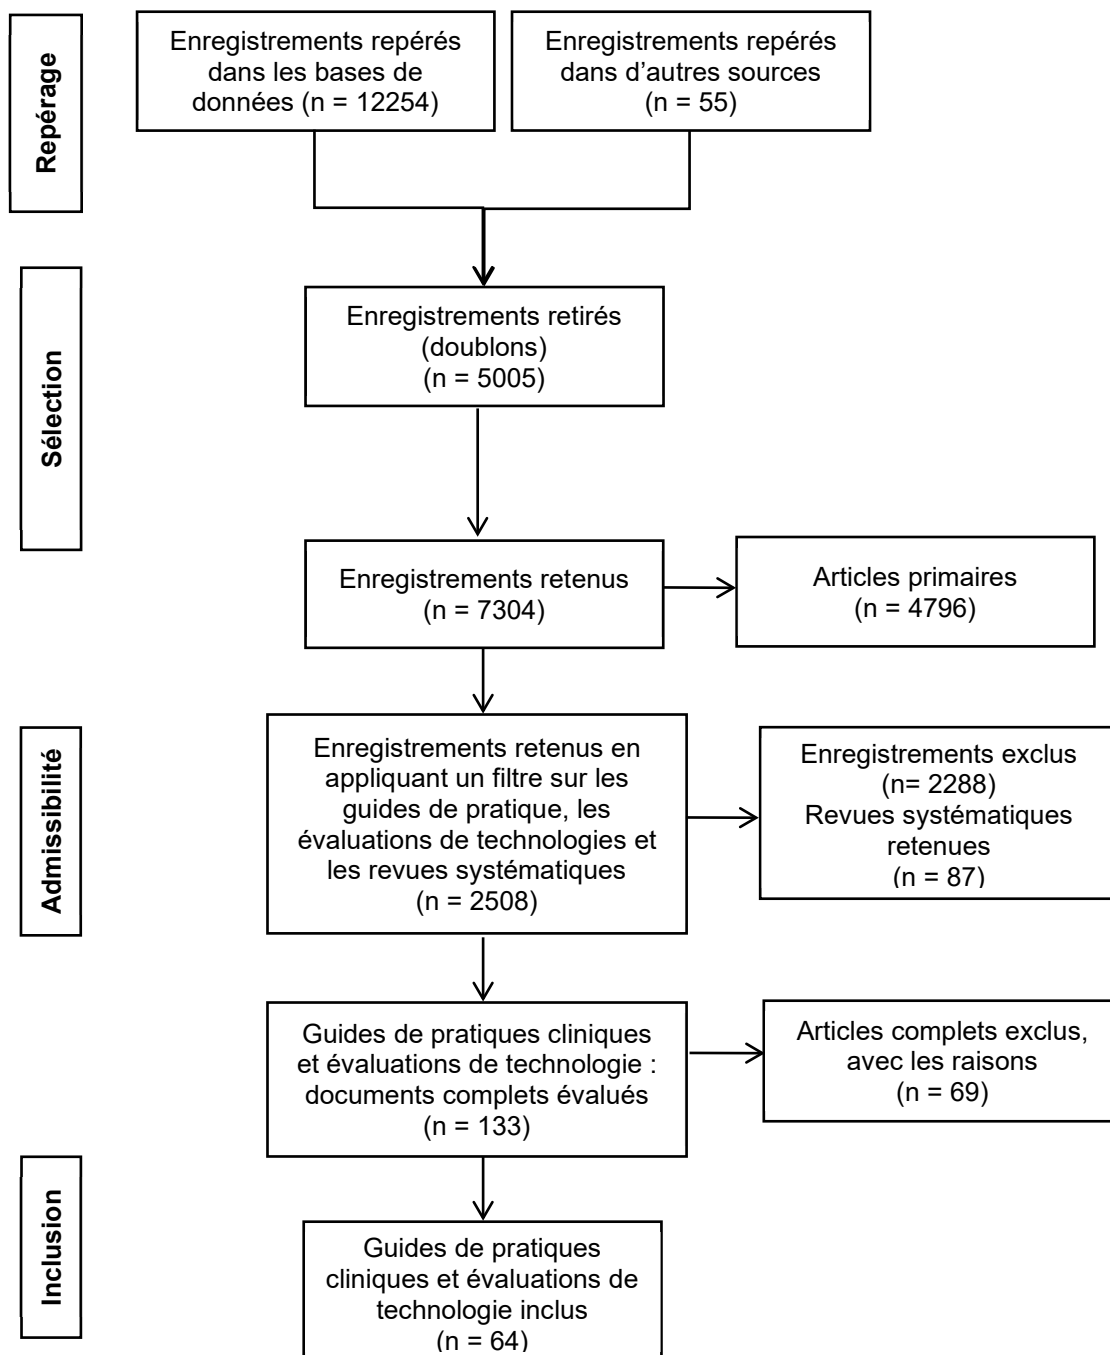 Repérage
Enregistrements repérés
dans les bases de
données (n = 12254)
Enregistrements repérés
dans d’autres sources
(n = 55)
Sélection
Enregistrements retirés
(doublons)
(n = 5005)
Enregistrements retenus
(n = 7304)
Articles primaires
(n = 4796)
Admissibilité
Enregistrements retenus en
appliquant un filtre sur les
guides de pratique, les
évaluations de technologies et
les revues systématiques
(n = 2508)
Enregistrements exclus
(n= 2288)
Revues systématiques
retenues
(n = 87)
Guides de pratiques cliniques
et évaluations de technologie :
documents complets évalués
(n = 133)
Articles complets exclus,
avec les raisons
(n = 69)
Inclusion
Guides de pratiques
cliniques et évaluations de
technologie inclus
(n = 64)